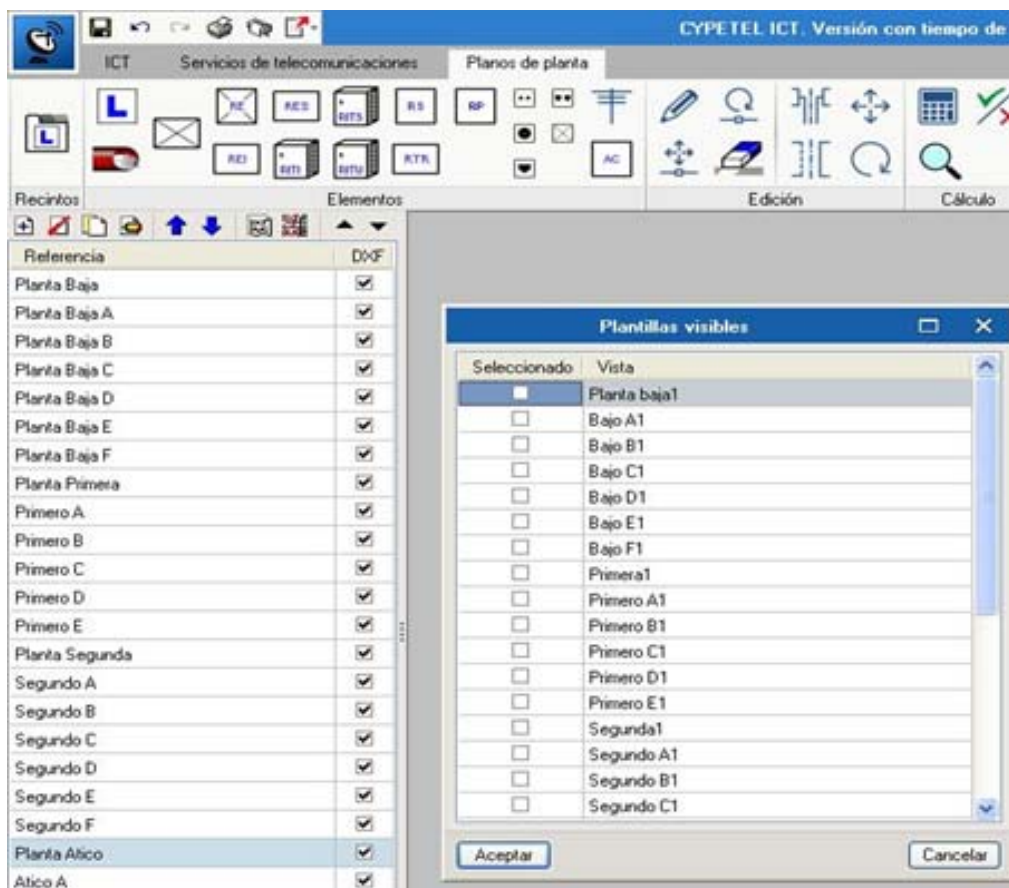 CYPETEL ICT. Versión con tiempo de
ICT Servicios de telecomunicaciones Planos de planta
L RE RES RITS RS RP
L REI RITI RITU RTR AC
Recintos Elementos Edición Cálculo
Referencia DXF
Planta Baja
Planta Baja A
Planta Baja B
Planta Baja C
Planta Baja D
Planta Baja E
Planta Baja F
Planta Primera
Primero A
Primero B
Primero C
Primero D
Primero E
Planta Segunda
Segundo A
Segundo B
Segundo C
Segundo D
Segundo E
Segundo F
Planta Atico
Atico A
Plantillas visibles
Seleccionado Vista
Planta baja1
Bajo A1
Bajo B1
Bajo C1
Bajo D1
Bajo E1
Bajo F1
Primera1
Primero A1
Primero B1
Primero C1
Primero D1
Primero E1
Segunda1
Segundo A1
Segundo B1
Segundo C1
Aceptar Cancelar